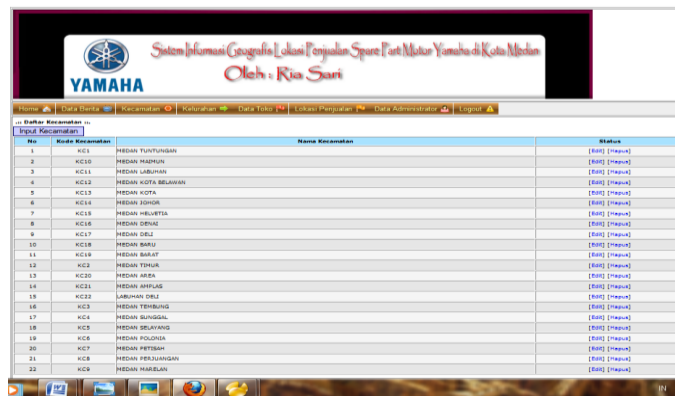 Sistem Informasi Geografis Lokasi Penjualan Spare Part Motor Yamaha di Kota Medan
Oleh : Ria Sari
YAMAHA
Home Data Berita Kecamatan Kelurahan Data Toko Lokasi Penjualan Data Administrator Logout
::: Daftar Kecamatan :::
Input Kecamatan
No Kode Kecamatan Nama Kecamatan Status
1 KC1 MEDAN TUNTUNGAN [Edit] [Hapus]
2 KC10 MEDAN MAIMUN [Edit] [Hapus]
3 KC11 MEDAN LABUHAN [Edit] [Hapus]
4 KC12 MEDAN KOTA BELAWAN [Edit] [Hapus]
5 KC13 MEDAN KOTA [Edit] [Hapus]
6 KC14 MEDAN JOHOR [Edit] [Hapus]
7 KC15 MEDAN HELVETIA [Edit] [Hapus]
8 KC16 MEDAN DENAI [Edit] [Hapus]
9 KC17 MEDAN DELI [Edit] [Hapus]
10 KC18 MEDAN BARU [Edit] [Hapus]
11 KC19 MEDAN BARAT [Edit] [Hapus]
12 KC2 MEDAN TIMUR [Edit] [Hapus]
13 KC20 MEDAN AREA [Edit] [Hapus]
14 KC21 MEDAN AMPLAS [Edit] [Hapus]
15 KC22 LABUHAN DELI [Edit] [Hapus]
16 KC3 MEDAN TEMBUNG [Edit] [Hapus]
17 KC4 MEDAN SUNGGAL [Edit] [Hapus]
18 KC5 MEDAN SELAYANG [Edit] [Hapus]
19 KC6 MEDAN POLONIA [Edit] [Hapus]
20 KC7 MEDAN PETISAH [Edit] [Hapus]
21 KC8 MEDAN PERJUANGAN [Edit] [Hapus]
22 KC9 MEDAN MARELAN [Edit] [Hapus]
IN